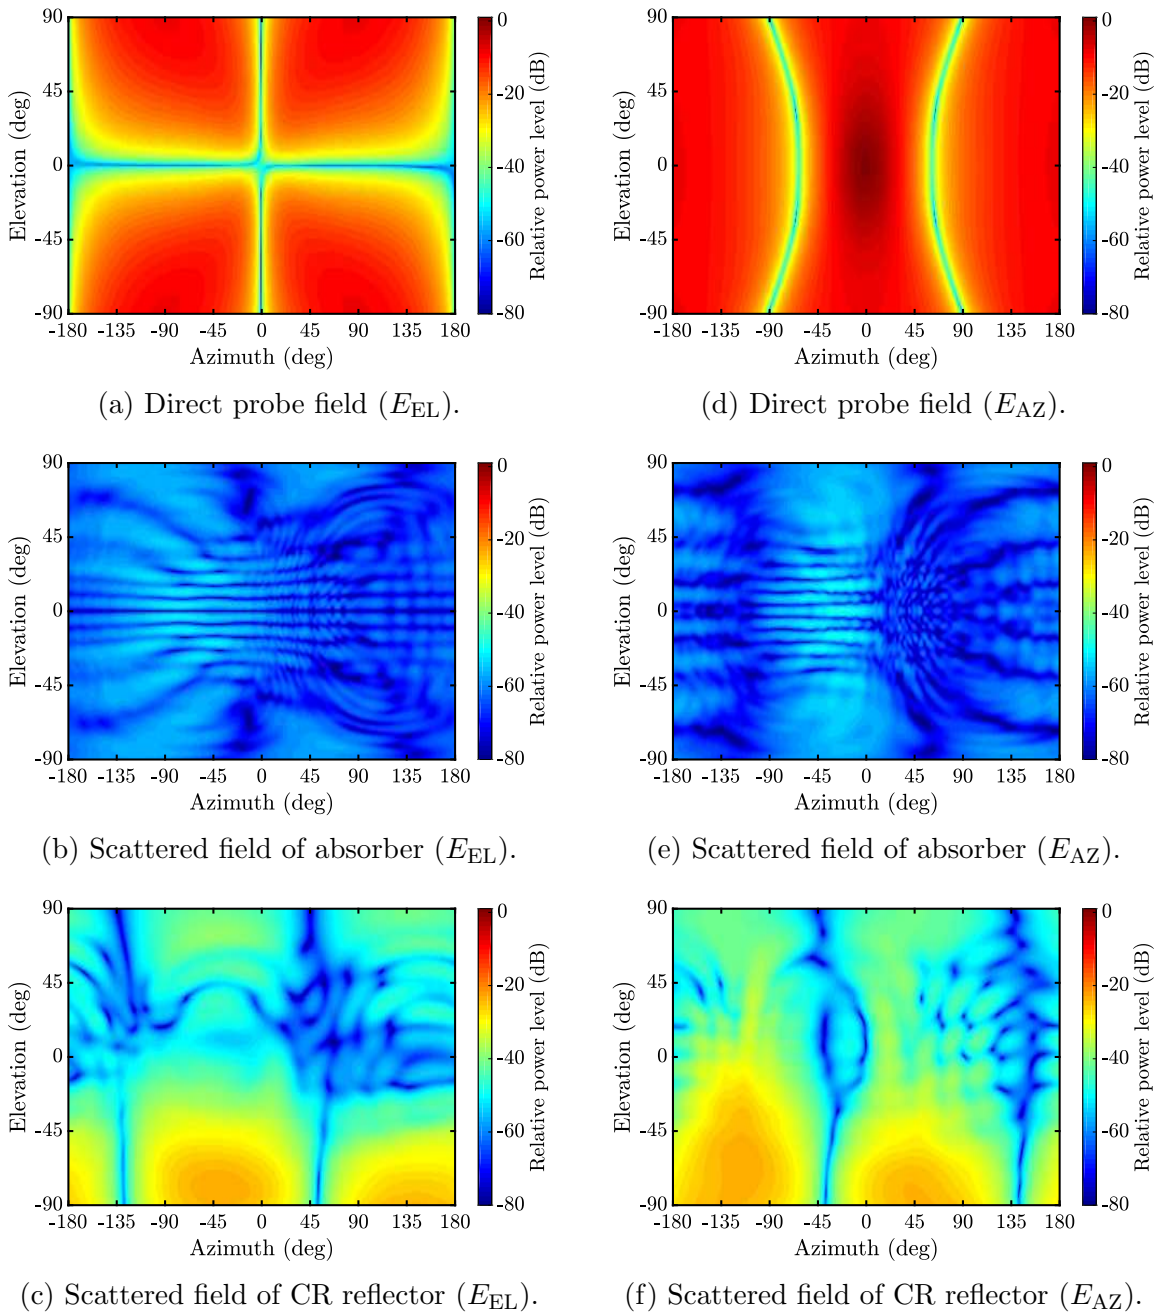 90
45
0
-45
-90
-180 -135 -90 -45 0 45 90 135 180
Elevation (deg)
Azimuth (deg)
0
-20
-40
-60
-80
Relative power level (dB)
(a) Direct probe field (E_EL).
90
45
0
-45
-90
-180 -135 -90 -45 0 45 90 135 180
Elevation (deg)
Azimuth (deg)
0
-20
-40
-60
-80
Relative power level (dB)
(d) Direct probe field (E_AZ).
90
45
0
-45
-90
-180 -135 -90 -45 0 45 90 135 180
Elevation (deg)
Azimuth (deg)
0
-20
-40
-60
-80
Relative power level (dB)
(b) Scattered field of absorber (E_EL).
90
45
0
-45
-90
-180 -135 -90 -45 0 45 90 135 180
Elevation (deg)
Azimuth (deg)
0
-20
-40
-60
-80
Relative power level (dB)
(e) Scattered field of absorber (E_AZ).
90
45
0
-45
-90
-180 -135 -90 -45 0 45 90 135 180
Elevation (deg)
Azimuth (deg)
0
-20
-40
-60
-80
Relative power level (dB)
(c) Scattered field of CR reflector (E_EL).
90
45
0
-45
-90
-180 -135 -90 -45 0 45 90 135 180
Elevation (deg)
Azimuth (deg)
0
-20
-40
-60
-80
Relative power level (dB)
(f) Scattered field of CR reflector (E_AZ).